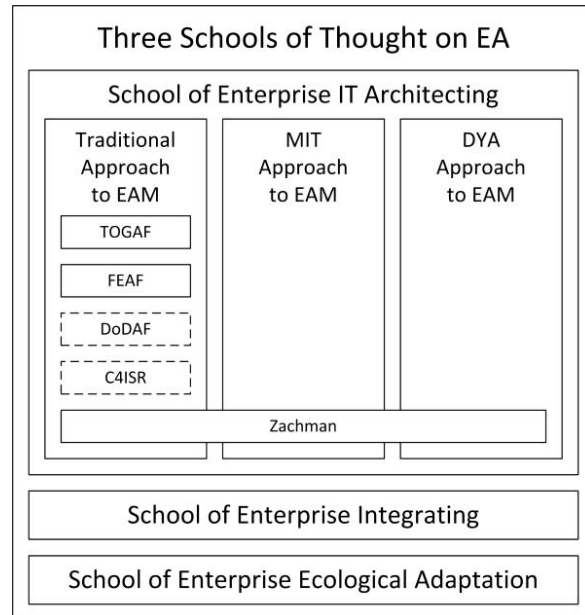 Three Schools of Thought on EA
School of Enterprise IT Architecting
Traditional
Approach
to EAM
TOGAF
FEAF
DoDAF
C4ISR
MIT
Approach
to EAM
DYA
Approach
to EAM
Zachman
School of Enterprise Integrating
School of Enterprise Ecological Adaptation